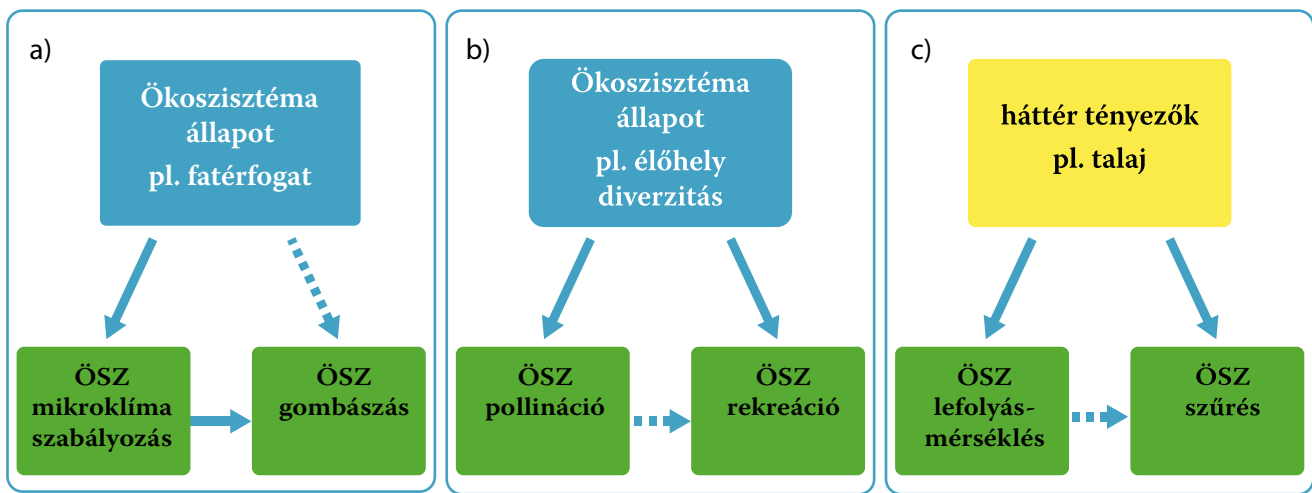 a)
Ökoszisztéma
állapot
pl. fatérfogat
ÖSZ
mikroklíma
szabályozás
ÖSZ
gombászás
b)
Ökoszisztéma
állapot
pl. élőhely
diverzitás
ÖSZ
pollináció
ÖSZ
rekreáció
c)
háttér tényezők
pl. talaj
ÖSZ
lefolyás-
mérséklés
ÖSZ
szűrés